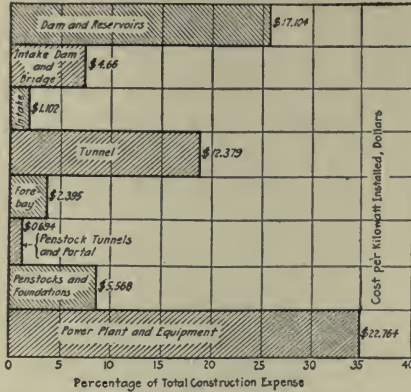 Dam and Reservoirs
$17.104
Intake Dam
and
Bridge
$4.66
Intake
$1.102
Tunnel
$12.379
Fore-
bay
$2.395
$0.694
Penstock Tunnels
and Portal
Penstocks and
Foundations
$5.568
Power Plant and Equipment
$22.764
Cost per Kilowatt Installed, Dollars
0 5 10 15 20 25 30 35 40
Percentage of Total Construction Expense